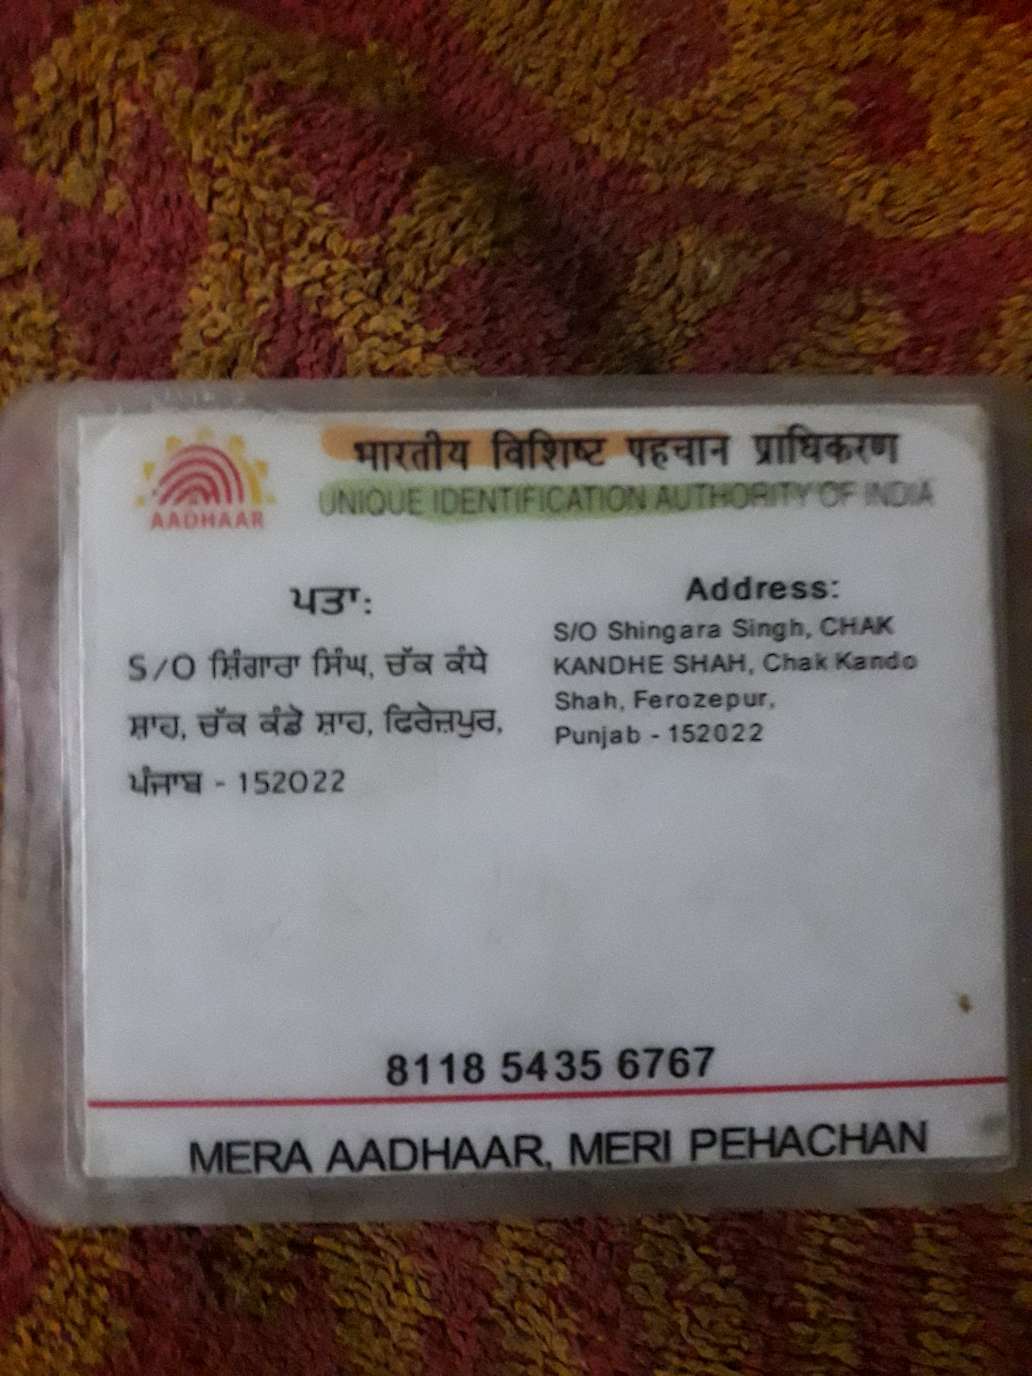 AADHAAR
भारतीय विशिष्ट पहचान प्राधिकरण
UNIQUE IDENTIFICATION AUTHORITY OF INDIA
ਪਤਾ:
S/O ਸ਼ਿੰਗਾਰਾ ਸਿੰਘ, ਚੱਕ ਕੰਧੇ
ਸ਼ਾਹ, ਚੱਕ ਕੰਡੋ ਸ਼ਾਹ, ਫਿਰੋਜ਼ਪੁਰ,
ਪੰਜਾਬ - 152022
Address:
S/O Shingara Singh, CHAK
KANDHE SHAH, Chak Kando
Shah, Ferozepur,
Punjab - 152022
8118 5435 6767
MERA AADHAAR, MERI PEHACHAN